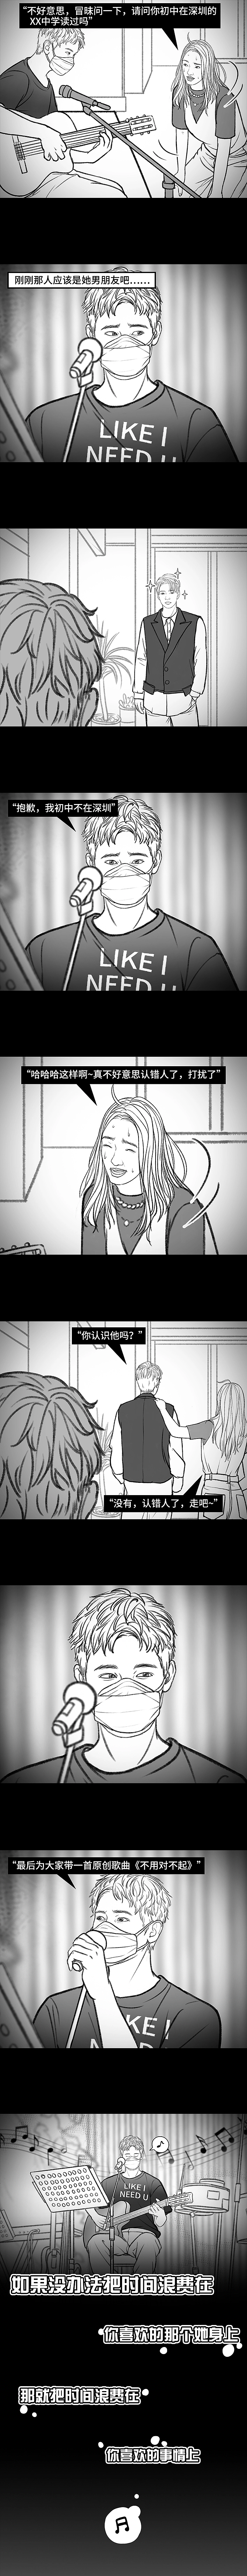 “不好意思，冒昧问一下，请问你初中在深圳的
XX中学读过吗”
刚刚那人应该是她男朋友吧……
LIKE I
NEED U
“抱歉，我初中不在深圳”
LIKE I
NEED U
“哈哈哈这样啊~真不好意思认错人了，打扰了”
“你认识他吗？”
“没有，认错人了，走吧~”
“最后为大家带一首原创歌曲《不用对不起》”
KE I
LIKE I
NEED U
如果没办法把时间浪费在
你喜欢的那个她身上
那就把时间浪费在
你喜欢的事情上